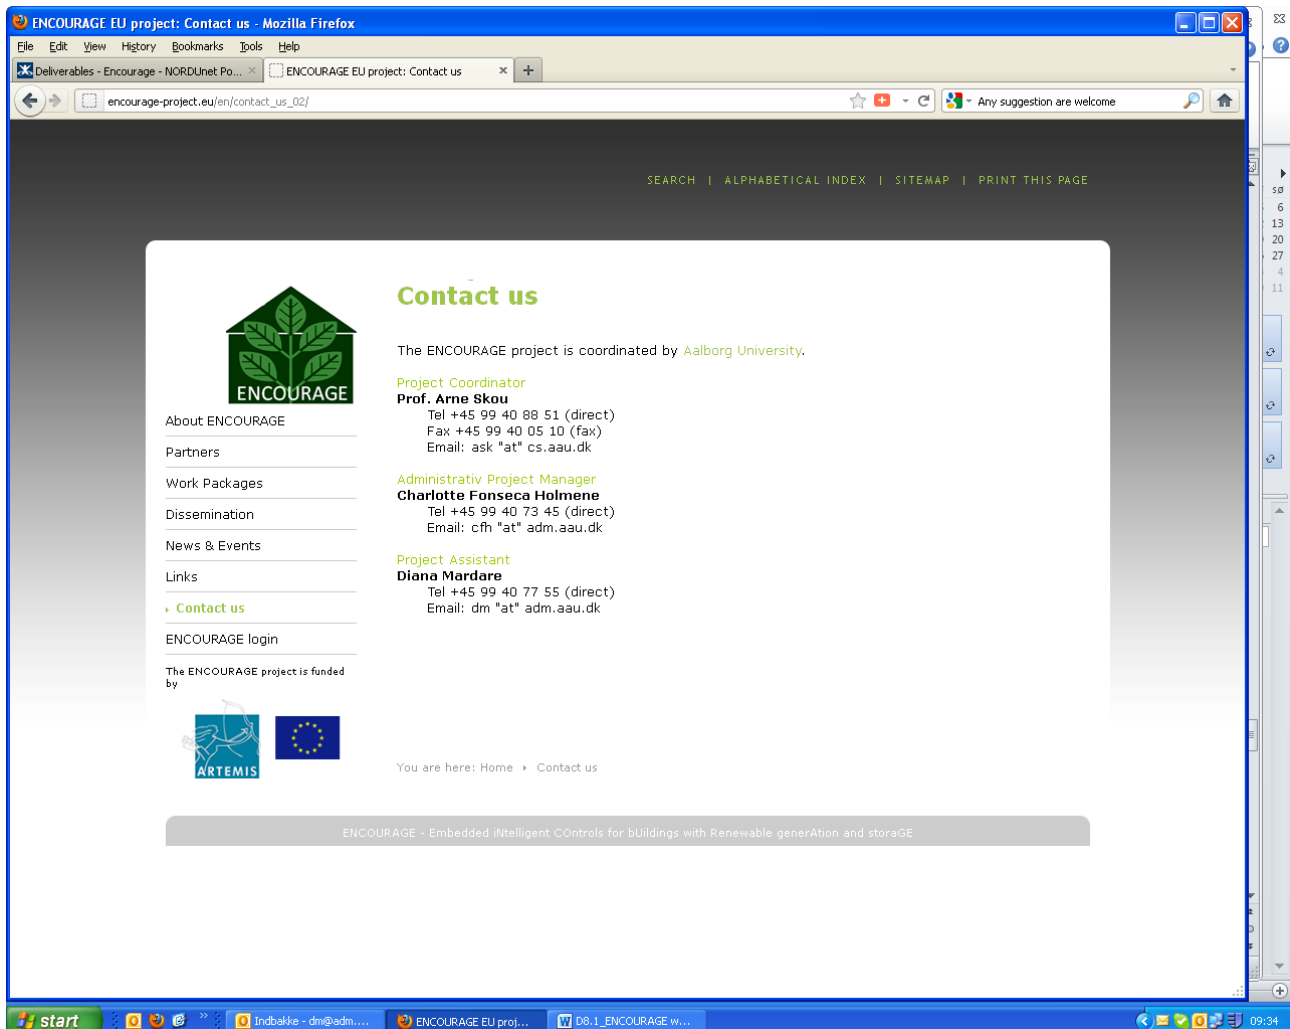 ENCOURAGE EU project: Contact us - Mozilla Firefox
File Edit View History Bookmarks Tools Help
Deliverables - Encourage - NORDUnet Po... ENCOURAGE EU project: Contact us
encourage-project.eu/en/contact_us_02/ Any suggestion are welcome
SEARCH | ALPHABETICAL INDEX | SITEMAP | PRINT THIS PAGE
sø
6
13
20
27
4
11
ENCOURAGE
About ENCOURAGE
Partners
Work Packages
Dissemination
News & Events
Links
Contact us
ENCOURAGE login
The ENCOURAGE project is funded
by
ARTEMIS
Contact us
The ENCOURAGE project is coordinated by Aalborg University.
Project Coordinator
Prof. Arne Skou
Tel +45 99 40 88 51 (direct)
Fax +45 99 40 05 10 (fax)
Email: ask "at" cs.aau.dk
Administrativ Project Manager
Charlotte Fonseca Holmene
Tel +45 99 40 73 45 (direct)
Email: cfh "at" adm.aau.dk
Project Assistant
Diana Mardare
Tel +45 99 40 77 55 (direct)
Email: dm "at" adm.aau.dk
You are here: Home Contact us
ENCOURAGE - Embedded iNtelligent COntrols for bUildings with Renewable generAtion and storaGE
start Indbakke - dm@adm.... ENCOURAGE EU proj... D8.1_ENCOURAGE w... 09:34